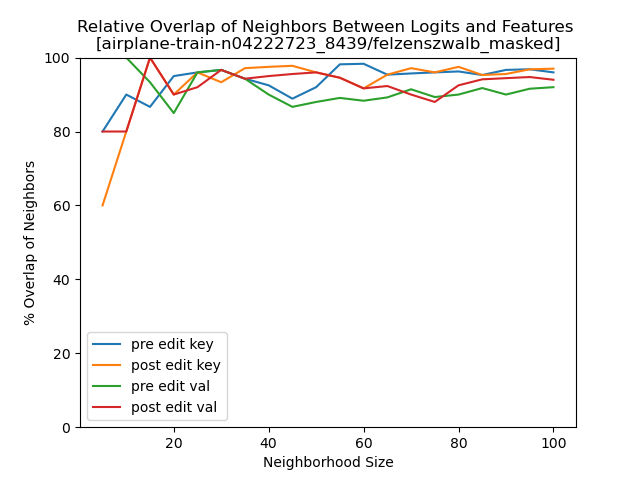 Relative Overlap of Neighbors Between Logits and Features
[airplane-train-n04222723_8439/felzenszwalb_masked]
100
80
60
40
20
0
% Overlap of Neighbors
pre edit key
post edit key
pre edit val
post edit val
20 40 60 80 100
Neighborhood Size